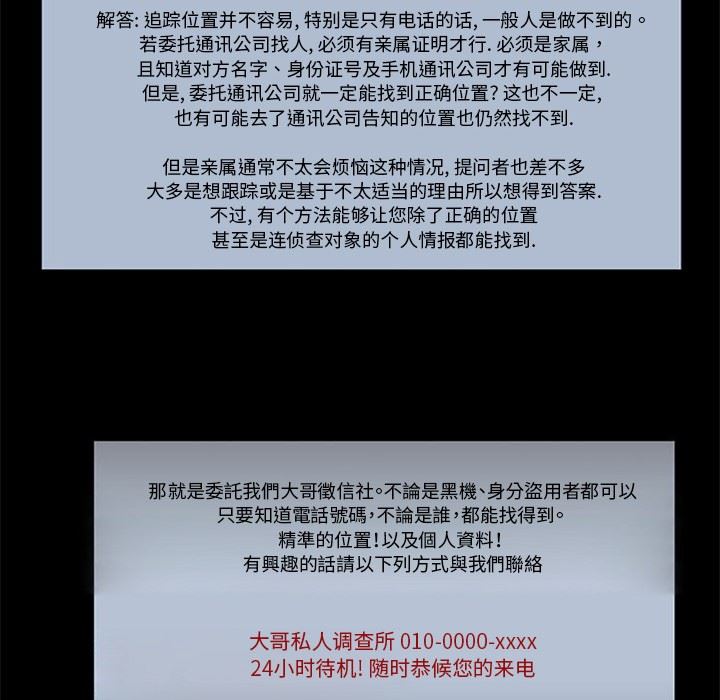 解答: 追踪位置并不容易, 特别是只有电话的话, 一般人是做不到的。
若委托通讯公司找人, 必须有亲属证明才行. 必须是家属，
且知道对方名字、身份证号及手机通讯公司才有可能做到.
但是, 委托通讯公司就一定能找到正确位置? 这也不一定,
也有可能去了通讯公司告知的位置也仍然找不到.
但是亲属通常不太会烦恼这种情况, 提问者也差不多
大多是想跟踪或是基于不太适当的理由所以想得到答案.
不过, 有个方法能够让您除了正确的位置
甚至是连侦查对象的个人情报都能找到.
那就是委託我們大哥徵信社。不論是黑機、身分盜用者都可以
只要知道電話號碼，不論是誰，都能找得到。
精準的位置！以及個人資料！
有興趣的話請以下列方式與我們聯絡
大哥私人调查所 010-0000-xxxx
24小时待机! 随时恭候您的来电